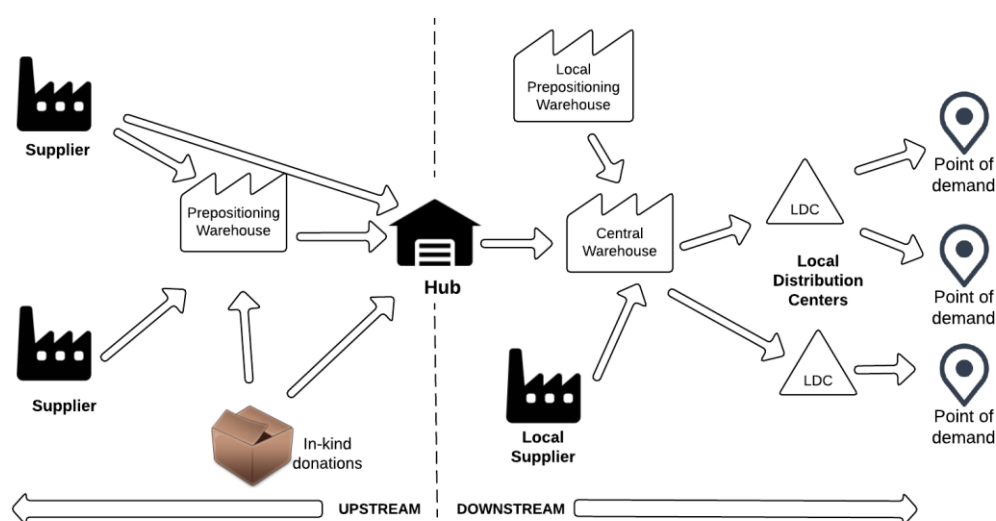 Supplier
Prepositioning
Warehouse
Supplier
In-kind
donations
Hub
Local
Prepositioning
Warehouse
Central
Warehouse
Local
Supplier
LDC
Local
Distribution
Centers
LDC
Point of
demand
Point of
demand
Point of
demand
UPSTREAM
DOWNSTREAM